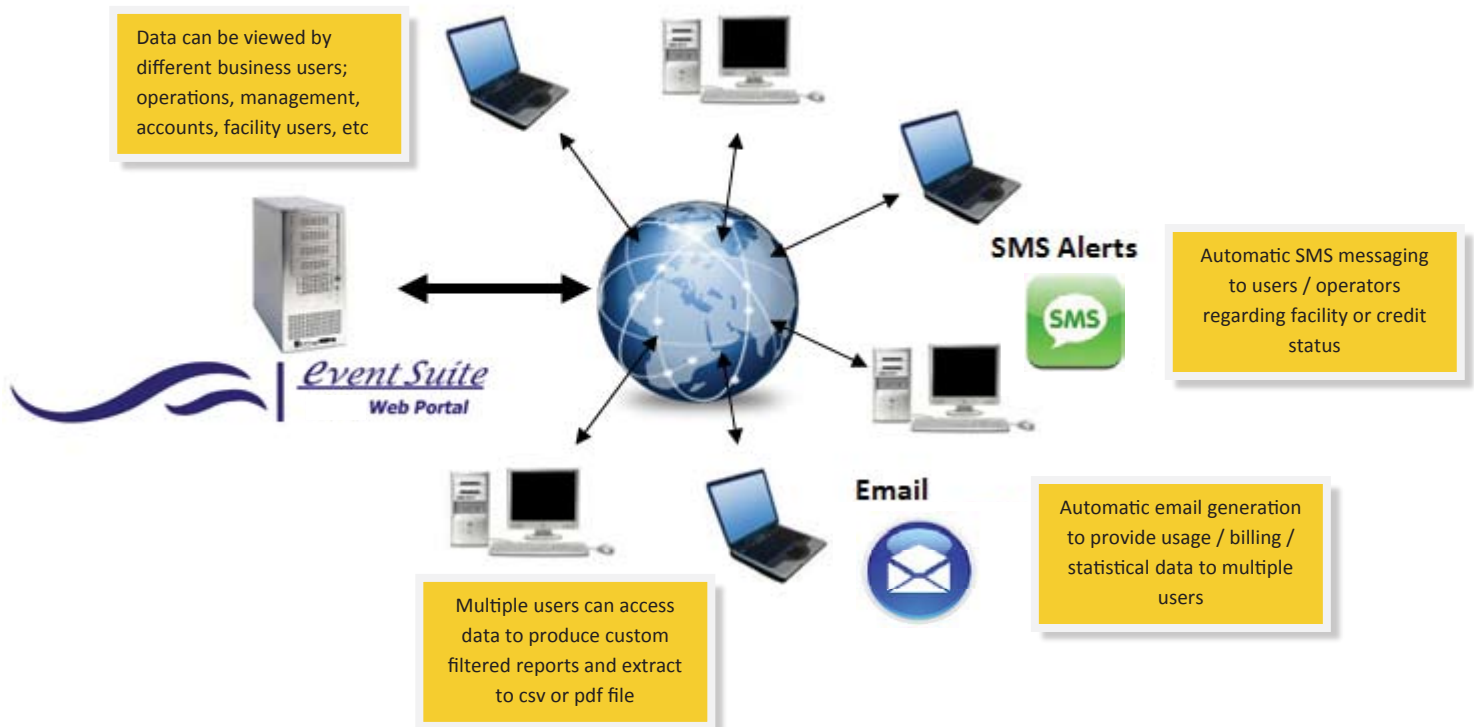 Data can be viewed by
different business users;
operations, management,
accounts, facility users, etc
SMS Alerts
SMS
Automatic SMS messaging
to users / operators
regarding facility or credit
status
event Suite
Web Portal
Email
Automatic email generation
to provide usage / billing /
statistical data to multiple
users
Multiple users can access
data to produce custom
filtered reports and extract
to csv or pdf file